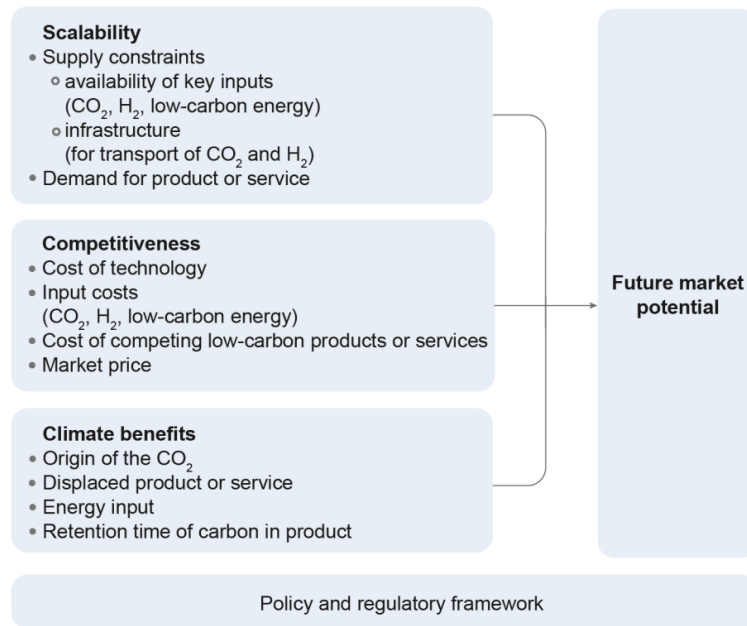 Scalability
• Supply constraints
○ availability of key inputs
(CO₂, H₂, low-carbon energy)
○ infrastructure
(for transport of CO₂ and H₂)
• Demand for product or service
Competitiveness
• Cost of technology
• Input costs
(CO₂, H₂, low-carbon energy)
• Cost of competing low-carbon products or services
• Market price
Climate benefits
• Origin of the CO₂
• Displaced product or service
• Energy input
• Retention time of carbon in product
Future market
potential
Policy and regulatory framework